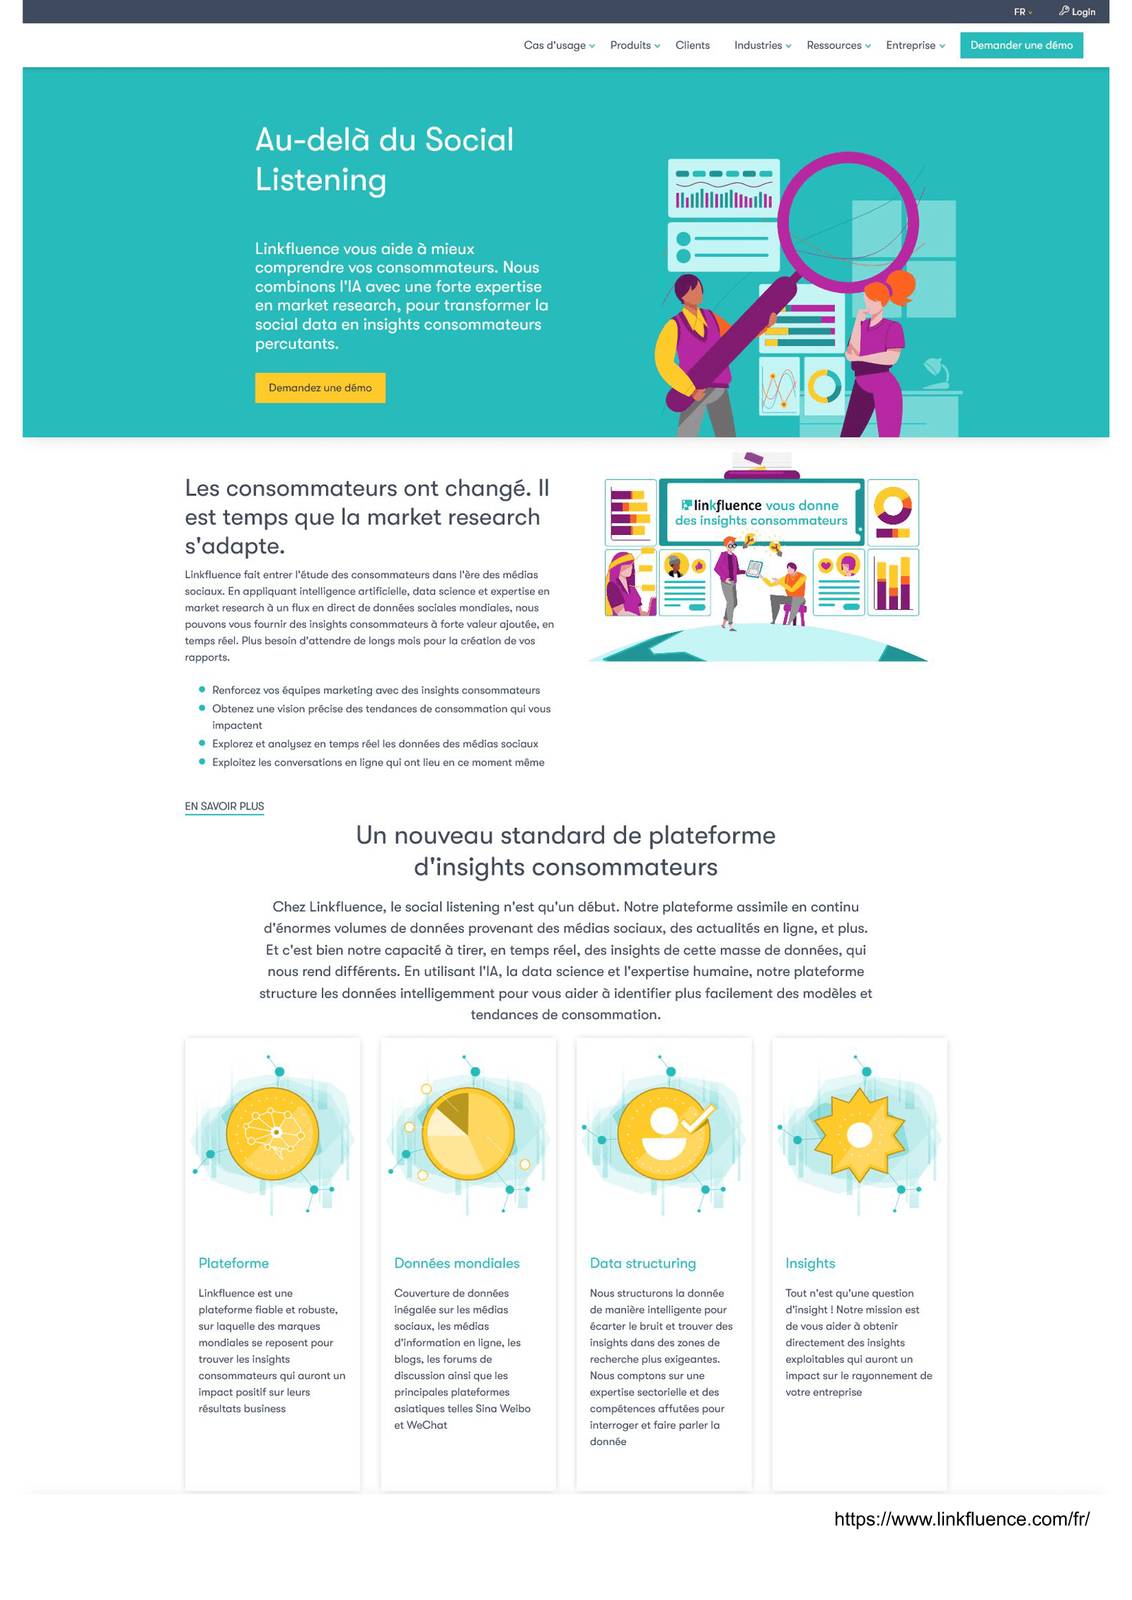 FR
Login
Cas d'usage Produits Clients Industries Ressources Entreprise Demander une démo
Au-delà du Social
Listening
Linkfluence vous aide à mieux
comprendre vos consommateurs. Nous
combinons l'IA avec une forte expertise
en market research, pour transformer la
social data en insights consommateurs
percutants.
Demandez une démo
Les consommateurs ont changé. Il
est temps que la market research
s'adapte.
Linkfluence fait entrer l'étude des consommateurs dans l'ère des médias
sociaux. En appliquant intelligence artificielle, data science et expertise en
market research à un flux en direct de données sociales mondiales, nous
pouvons vous fournir des insights consommateurs à forte valeur ajoutée, en
temps réel. Plus besoin d'attendre de longs mois pour la création de vos
rapports.
Renforcez vos équipes marketing avec des insights consommateurs
Obtenez une vision précise des tendances de consommation qui vous
impactent
Explorez et analysez en temps réel les données des médias sociaux
Exploitez les conversations en ligne qui ont lieu en ce moment même
EN SAVOIR PLUS
linkfluence vous donne
des insights consommateurs
Un nouveau standard de plateforme
d'insights consommateurs
Chez Linkfluence, le social listening n'est qu'un début. Notre plateforme assimile en continu
d'énormes volumes de données provenant des médias sociaux, des actualités en ligne, et plus.
Et c'est bien notre capacité à tirer, en temps réel, des insights de cette masse de données, qui
nous rend différents. En utilisant l'IA, la data science et l'expertise humaine, notre plateforme
structure les données intelligemment pour vous aider à identifier plus facilement des modèles et
tendances de consommation.
Plateforme
Linkfluence est une
plateforme fiable et robuste,
sur laquelle des marques
mondiales se reposent pour
trouver les insights
consommateurs qui auront un
impact positif sur leurs
résultats business
Données mondiales
Couverture de données
inégalée sur les médias
sociaux, les médias
d'information en ligne, les
blogs, les forums de
discussion ainsi que les
principales plateformes
asiatiques telles Sina Weibo
et WeChat
Data structuring
Nous structurons la donnée
de manière intelligente pour
écarter le bruit et trouver des
insights dans des zones de
recherche plus exigeantes.
Nous comptons sur une
expertise sectorielle et des
compétences affutées pour
interroger et faire parler la
donnée
Insights
Tout n'est qu'une question
d'insight ! Notre mission est
de vous aider à obtenir
directement des insights
exploitables qui auront un
impact sur le rayonnement de
votre entreprise
https://www.linkfluence.com/fr/